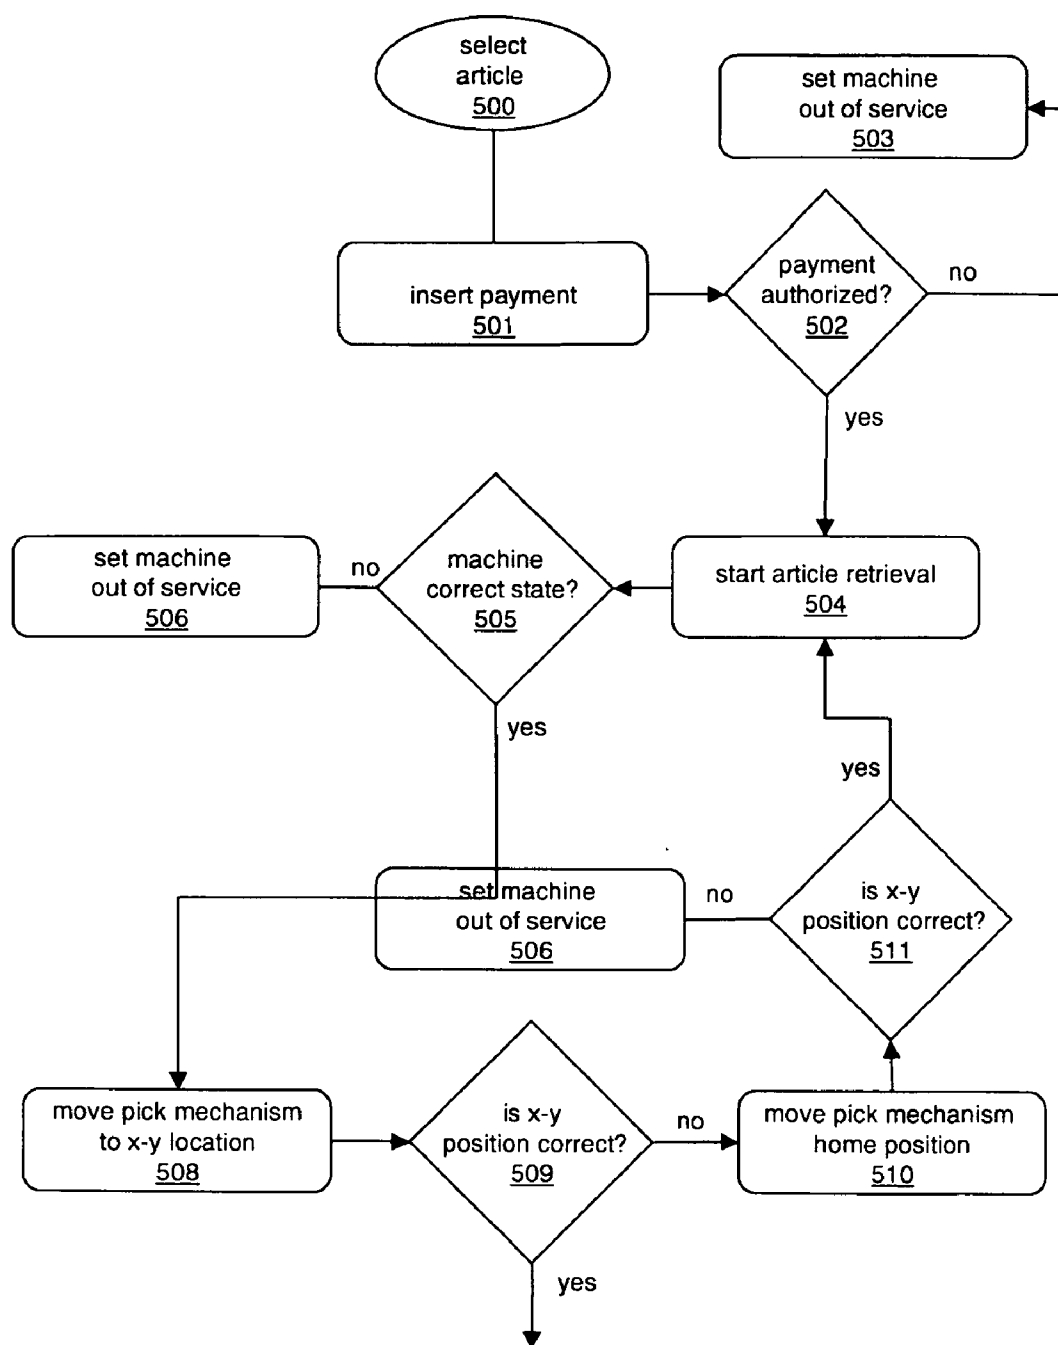 select
article
500
set machine
out of service
503
insert payment
501
payment
authorized?
502
no
yes
set machine
out of service
506
no
machine
correct state?
505
start article retrieval
504
yes
yes
set machine
out of service
506
no
is x-y
position correct?
511
move pick mechanism
to x-y location
508
is x-y
position correct?
509
no
move pick mechanism
home position
510
yes